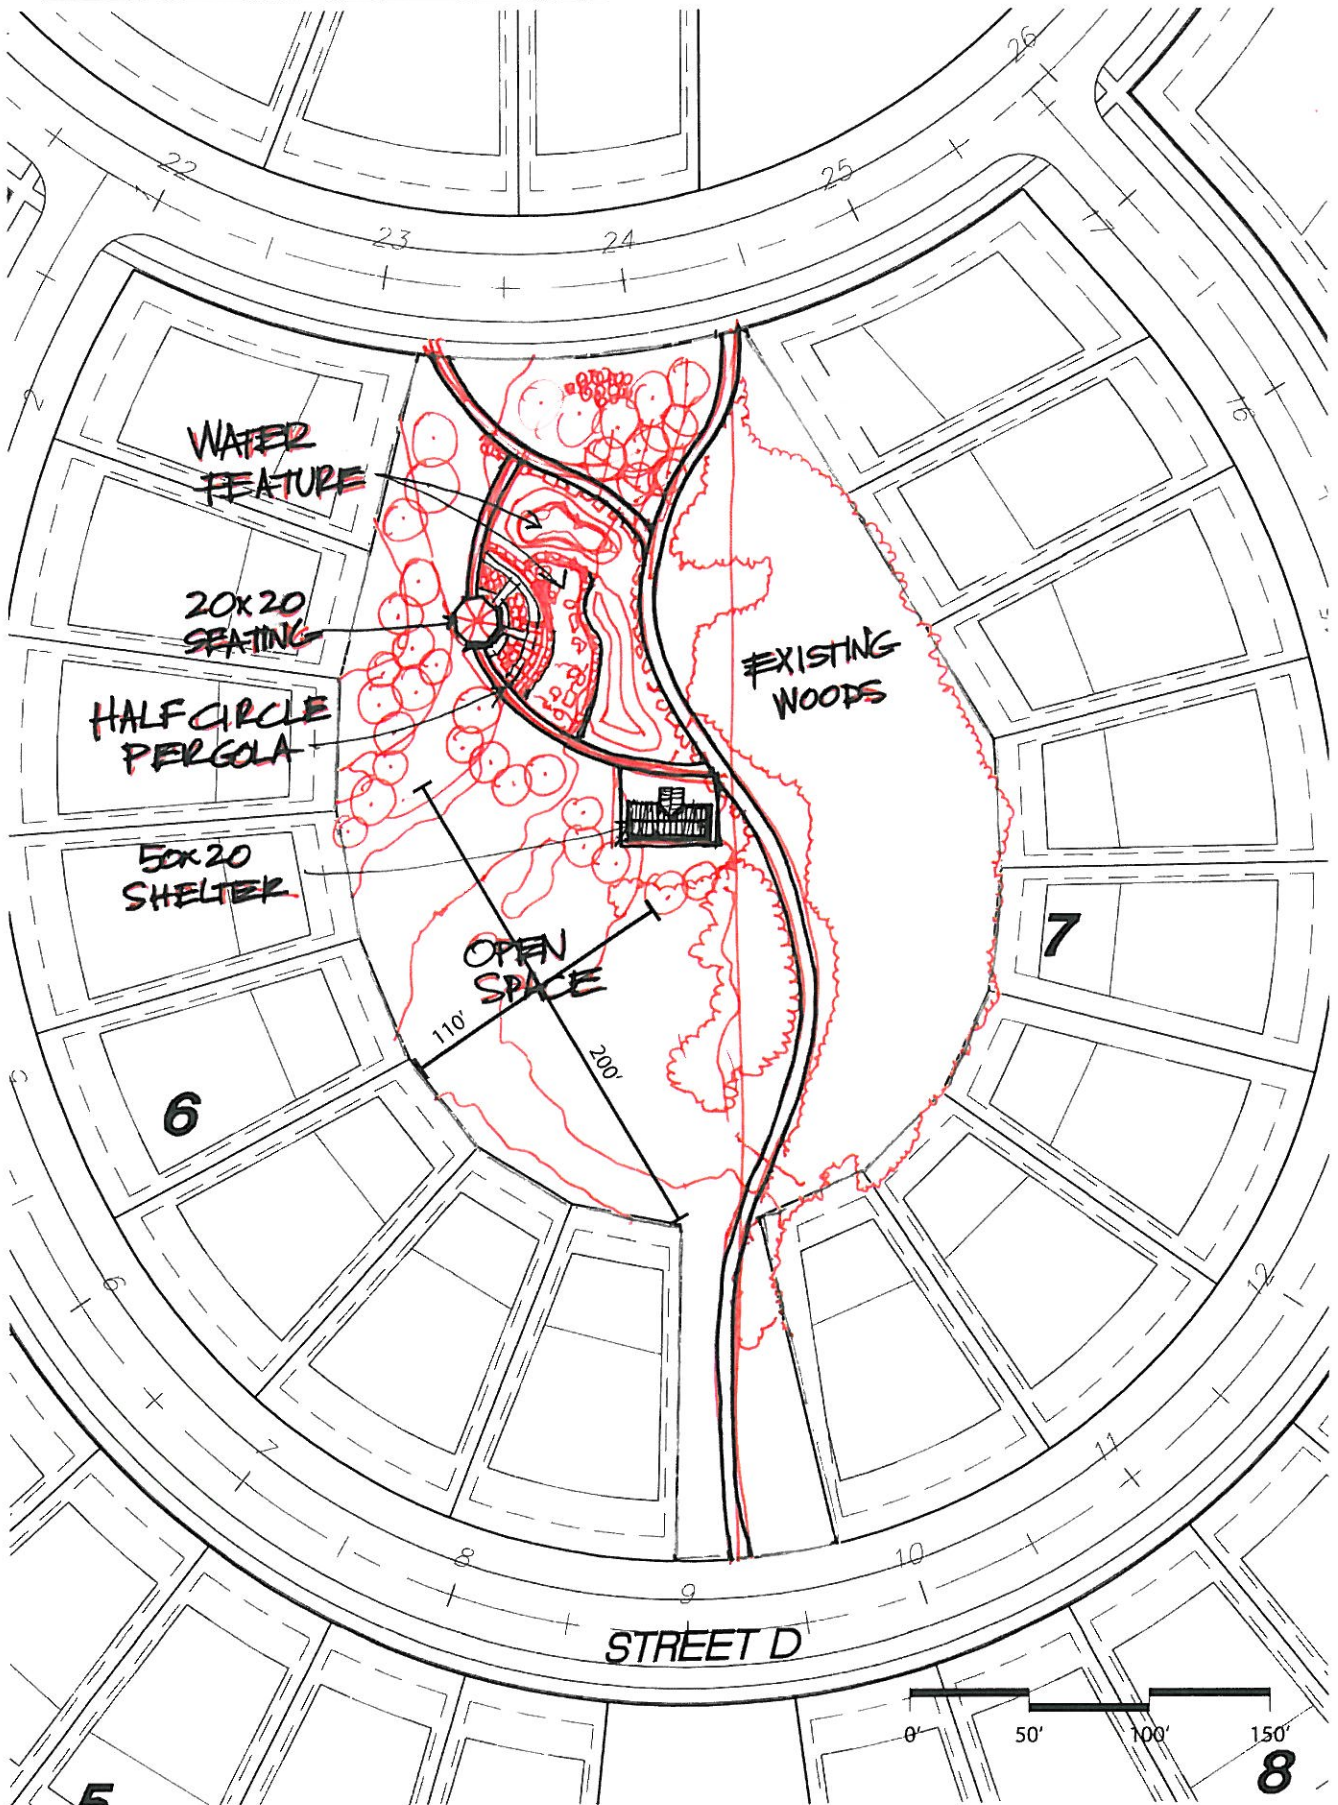 26
22
25
23
24
WATER
FEATURE
20x20
SEATING
EXISTING
WOODS
HALF CIRCLE
PERGOLA
50x20
SHELTER
7
OPEN
SPACE
110'
200'
6
12
6
11
7
8
10
9
STREET D
0'
50'
100'
150'
8
5